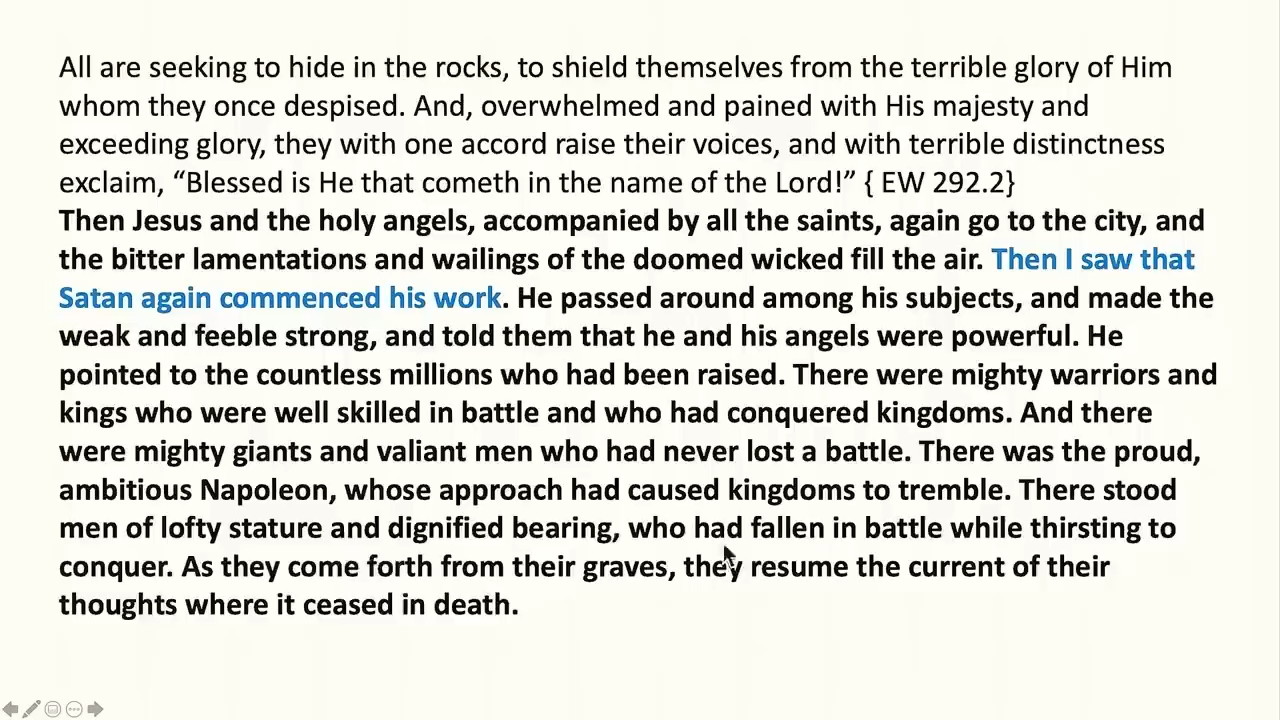 All are seeking to hide in the rocks, to shield themselves from the terrible glory of Him
whom they once despised. And, overwhelmed and pained with His majesty and
exceeding glory, they with one accord raise their voices, and with terrible distinctness
exclaim, “Blessed is He that cometh in the name of the Lord!” { EW 292.2}
Then Jesus and the holy angels, accompanied by all the saints, again go to the city, and
the bitter lamentations and wailings of the doomed wicked fill the air. Then I saw that
Satan again commenced his work. He passed around among his subjects, and made the
weak and feeble strong, and told them that he and his angels were powerful. He
pointed to the countless millions who had been raised. There were mighty warriors and
kings who were well skilled in battle and who had conquered kingdoms. And there
were mighty giants and valiant men who had never lost a battle. There was the proud,
ambitious Napoleon, whose approach had caused kingdoms to tremble. There stood
men of lofty stature and dignified bearing, who had fallen in battle while thirsting to
conquer. As they come forth from their graves, they resume the current of their
thoughts where it ceased in death.